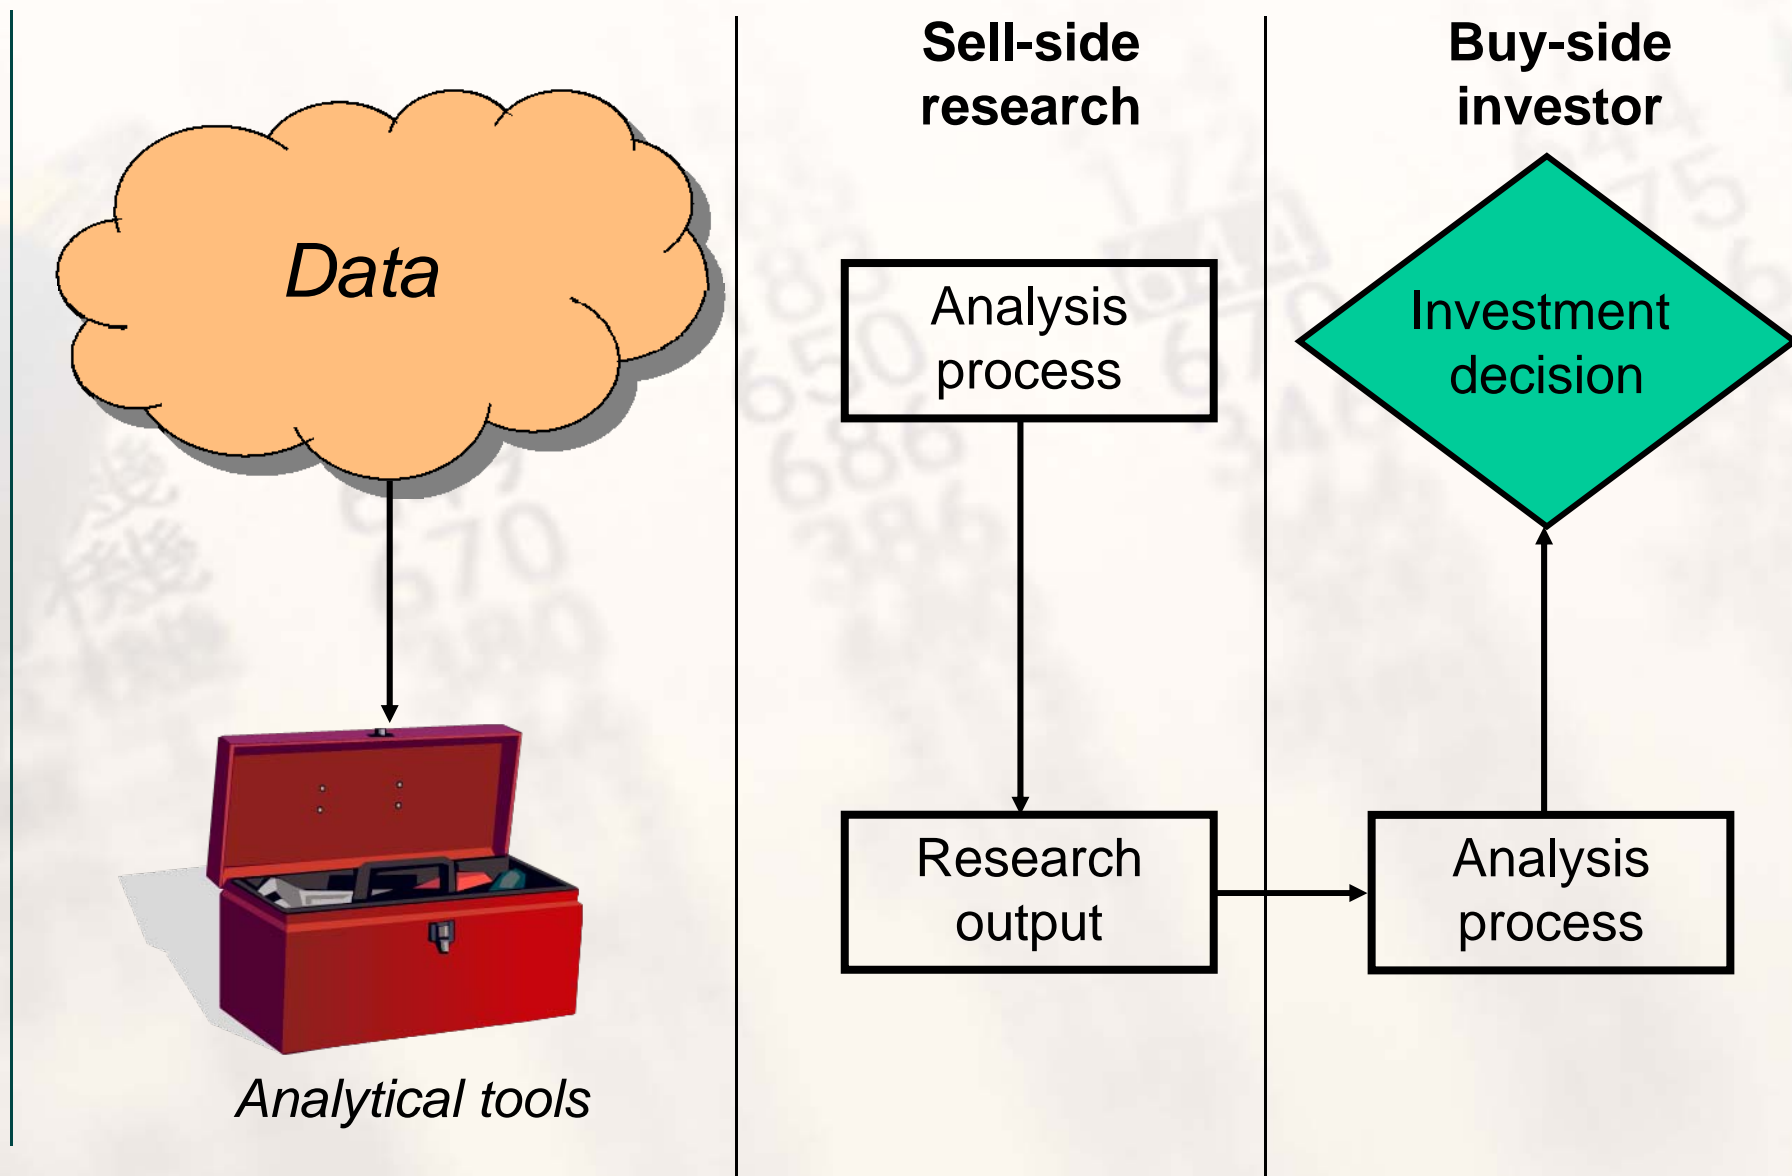 Sell-side
research
Buy-side
investor
Data
Analysis
process
Investment
decision
Research
output
Analysis
process
Analytical tools